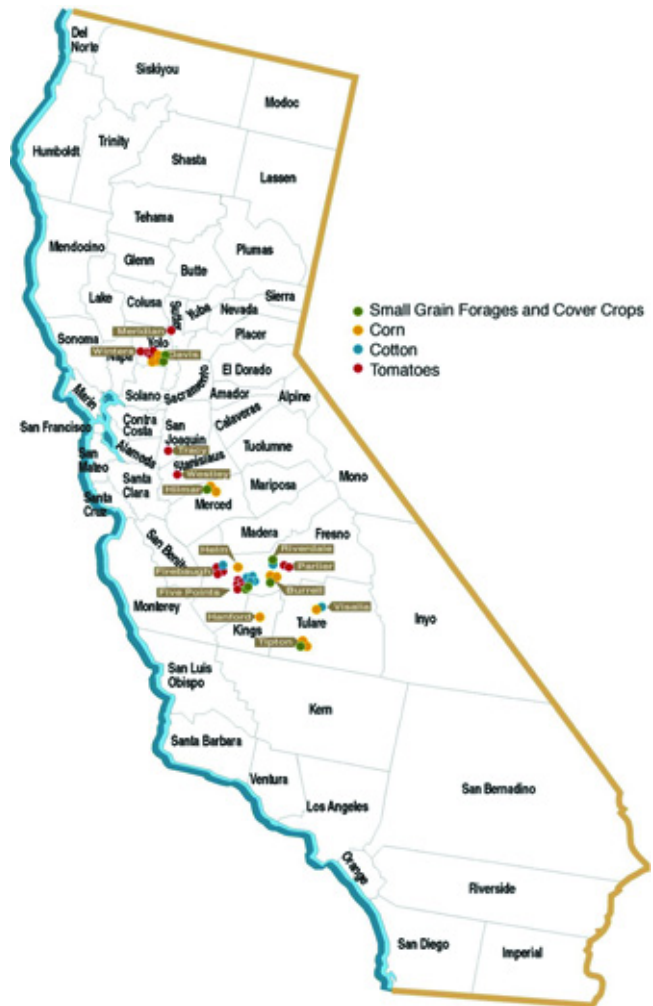 Del
Norte
Siskiyou
Modoc
Humboldt
Trinity
Shasta
Lassen
Tehama
Mendocino
Plumas
Glenn
Butte
Lake
Colusa
Sutter
Yuba
Nevada
Sierra
Small Grain Forages and Cover Crops
Corn
Cotton
Tomatoes
Meridian
Placer
Sonoma
Winters
Yolo
Davis
Napa
El Dorado
Solano
Sacramento
Amador
Alpine
Marin
Contra
Costa
San
Joaquin
Calaveras
San Francisco
Alameda
Tracy
Stanislaus
Tuolumne
Mono
San
Mateo
Westley
Santa
Clara
Hilmar
Merced
Mariposa
Santa
Cruz
Madera
Fresno
San Benito
Helm
Riverdale
Firebaugh
Parlier
Five Points
Burrell
Monterey
Hanford
Visalia
Kings
Tulare
Inyo
Tipton
San Luis
Obispo
Kern
Santa Barbara
Ventura
Los Angeles
San Bernadino
Orange
Riverside
San Diego
Imperial